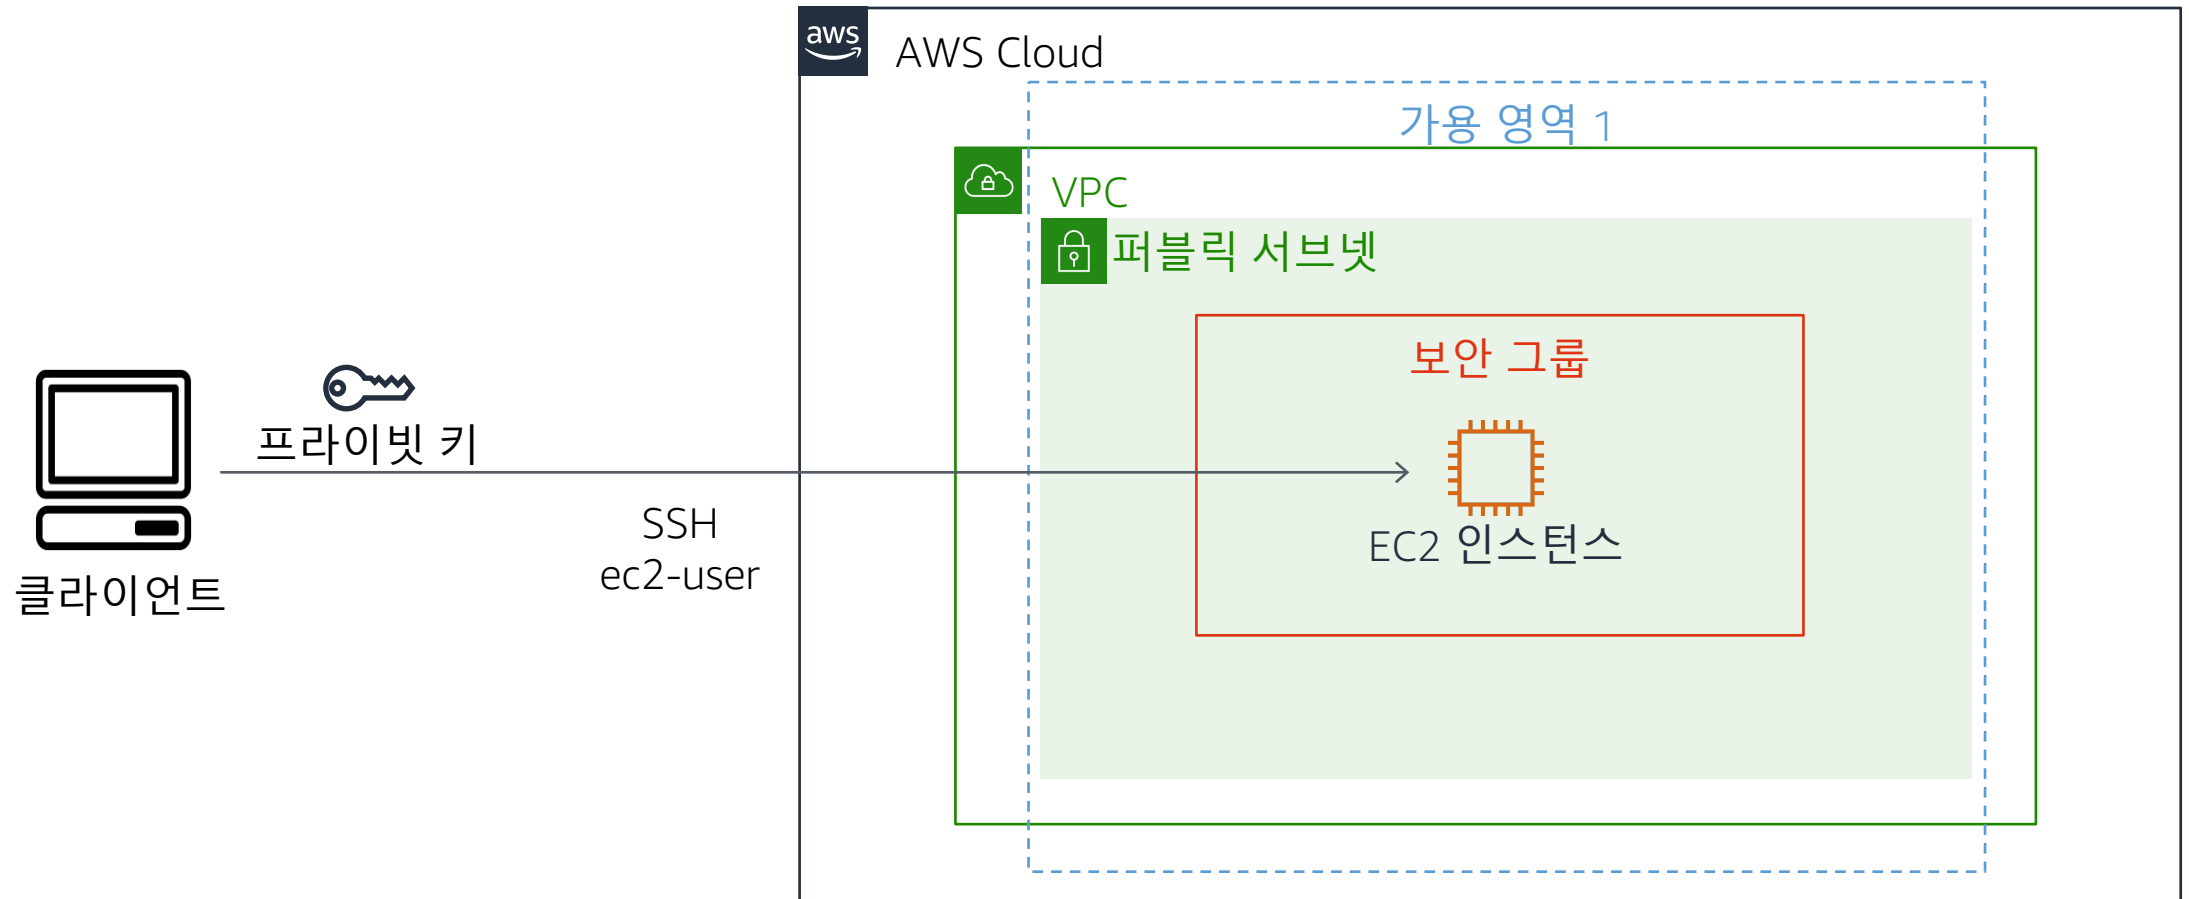 aws
AWS Cloud
가용 영역 1
VPC
퍼블릭 서브넷
보안 그룹
프라이빗 키
SSH
ec2-user
EC2 인스턴스
클라이언트